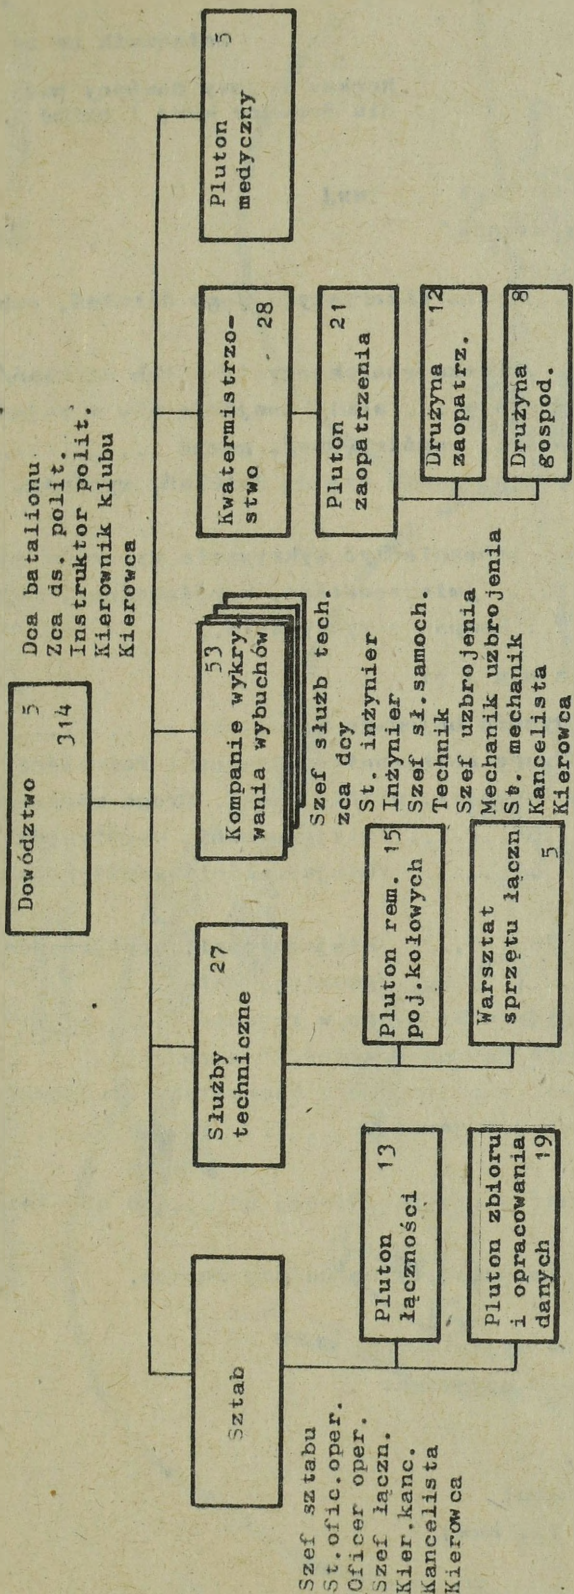 Dowództwo 5
314
Dca batalionu
Zca ds. polit.
Instruktor polit.
Kierownik klubu
Kierowca
Sztab
Służby 27
techniczne
53
Kompanie wykry-
wania wybuchów
Kwatermistrzo-
stwo 28
Pluton 5
medyczny
Szef sztabu
St.ofic.oper.
Oficer oper.
Szef łączn.
Kier.kanc.
Kancelista
Kierowca
Pluton 13
łączności
Pluton zbioru
i opracowania
danych 19
Pluton rem. 15
poj.kołowych
Warsztat
sprzętu łączn
5
Szef służb tech.
zca dcy
St. inżynier
Inżynier
Szef sł.samoch.
Technik
Szef uzbrojenia
Mechanik uzbrojenia
St. mechanik
Kancelista
Kierowca
Pluton 21
zaopatrzenia
Drużyna 12
zaopatrz.
Drużyna 8
gospod.